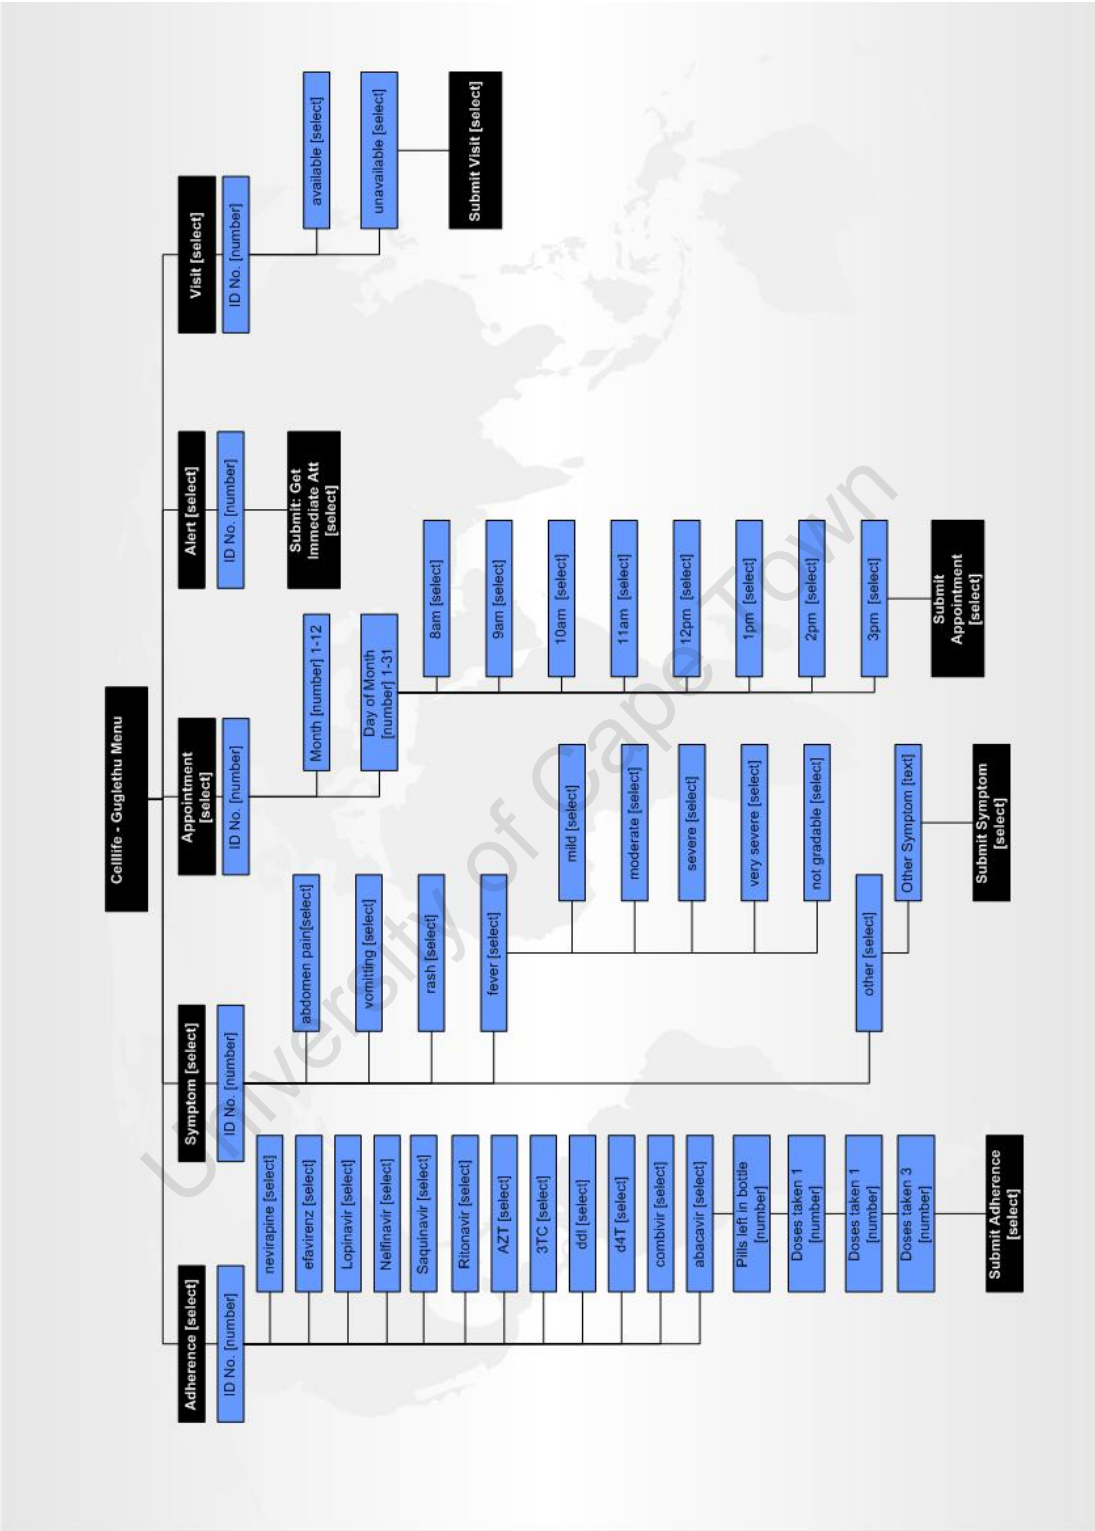 Celllife - Guglethu Menu
Adherence [select]
ID No. [number]
nevirapine [select]
efavirenz [select]
Lopinavir [select]
Nelfinavir [select]
Saquinavir [select]
Ritonavir [select]
AZT [select]
3TC [select]
ddI [select]
d4T [select]
combivir [select]
abacavir [select]
Pills left in bottle
[number]
Doses taken 1
[number]
Doses taken 1
[number]
Doses taken 3
[number]
Submit Adherence
[select]
Symptom [select]
ID No. [number]
abdomen pain[select]
vomitting [select]
rash [select]
fever [select]
mild [select]
moderate [select]
severe [select]
very severe [select]
not gradable [select]
other [select]
Other Symptom [text]
Submit Symptom
[select]
Appointment
[select]
ID No. [number]
Month [number] 1-12
Day of Month
[number] 1-31
8am [select]
9am [select]
10am [select]
11am [select]
12pm [select]
1pm [select]
2pm [select]
3pm [select]
Submit
Appointment
[select]
Alert [select]
ID No. [number]
Submit: Get
Immediate Att
[select]
Visit [select]
ID No. [number]
available [select]
unavailable [select]
Submit Visit [select]
University of Cape Town